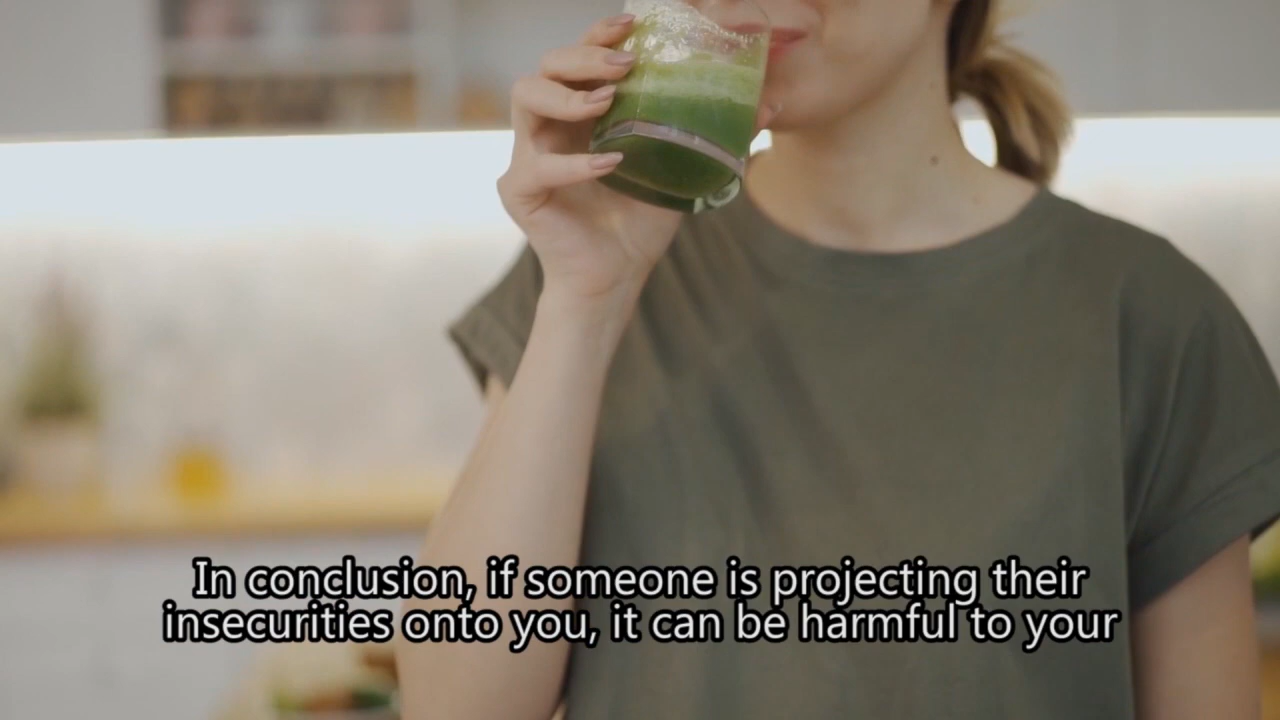 In conclusion, if someone is projecting their
insecurities onto you, it can be harmful to your